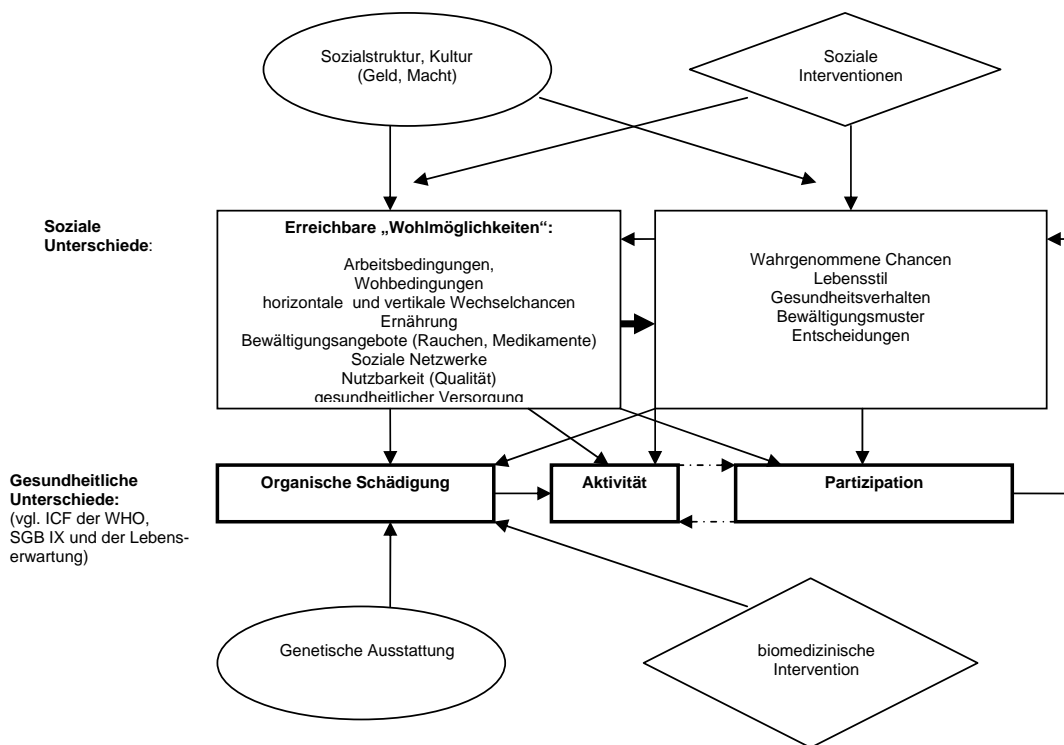 Sozialstruktur, Kultur
(Geld, Macht)
Soziale
Interventionen
Soziale
Unterschiede:
Erreichbare „Wohlmöglichkeiten“:
Arbeitsbedingungen,
Wohbedingungen
horizontale und vertikale Wechselchancen
Ernährung
Bewältigungsangebote (Rauchen, Medikamente)
Soziale Netzwerke
Nutzbarkeit (Qualität)
gesundheitlicher Versorgung
Wahrgenommene Chancen
Lebensstil
Gesundheitsverhalten
Bewältigungsmuster
Entscheidungen
Gesundheitliche
Unterschiede:
(vgl. ICF der WHO,
SGB IX und der Lebens-
erwartung)
Organische Schädigung
Aktivität
Partizipation
Genetische Ausstattung
biomedizinische
Intervention